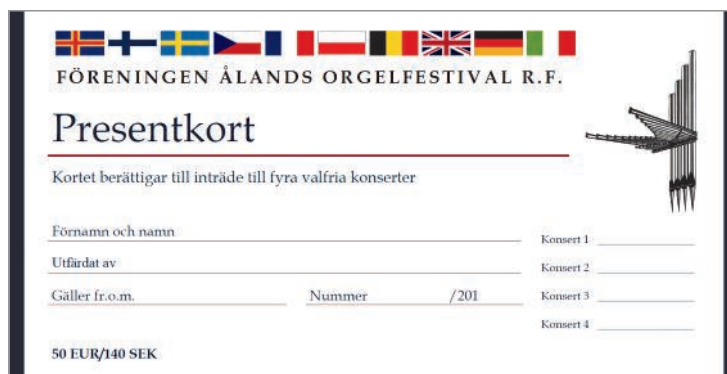 FÖRENINGEN ÅLANDS ORGELFESTIVAL R.F.
Presentkort
Kortet berättigar till inträde till fyra valfria konserter
Förnamn och namn
Utfärdat av
Gäller fr.o.m. Nummer /201
Konsert 1
Konsert 2
Konsert 3
Konsert 4
50 EUR/140 SEK